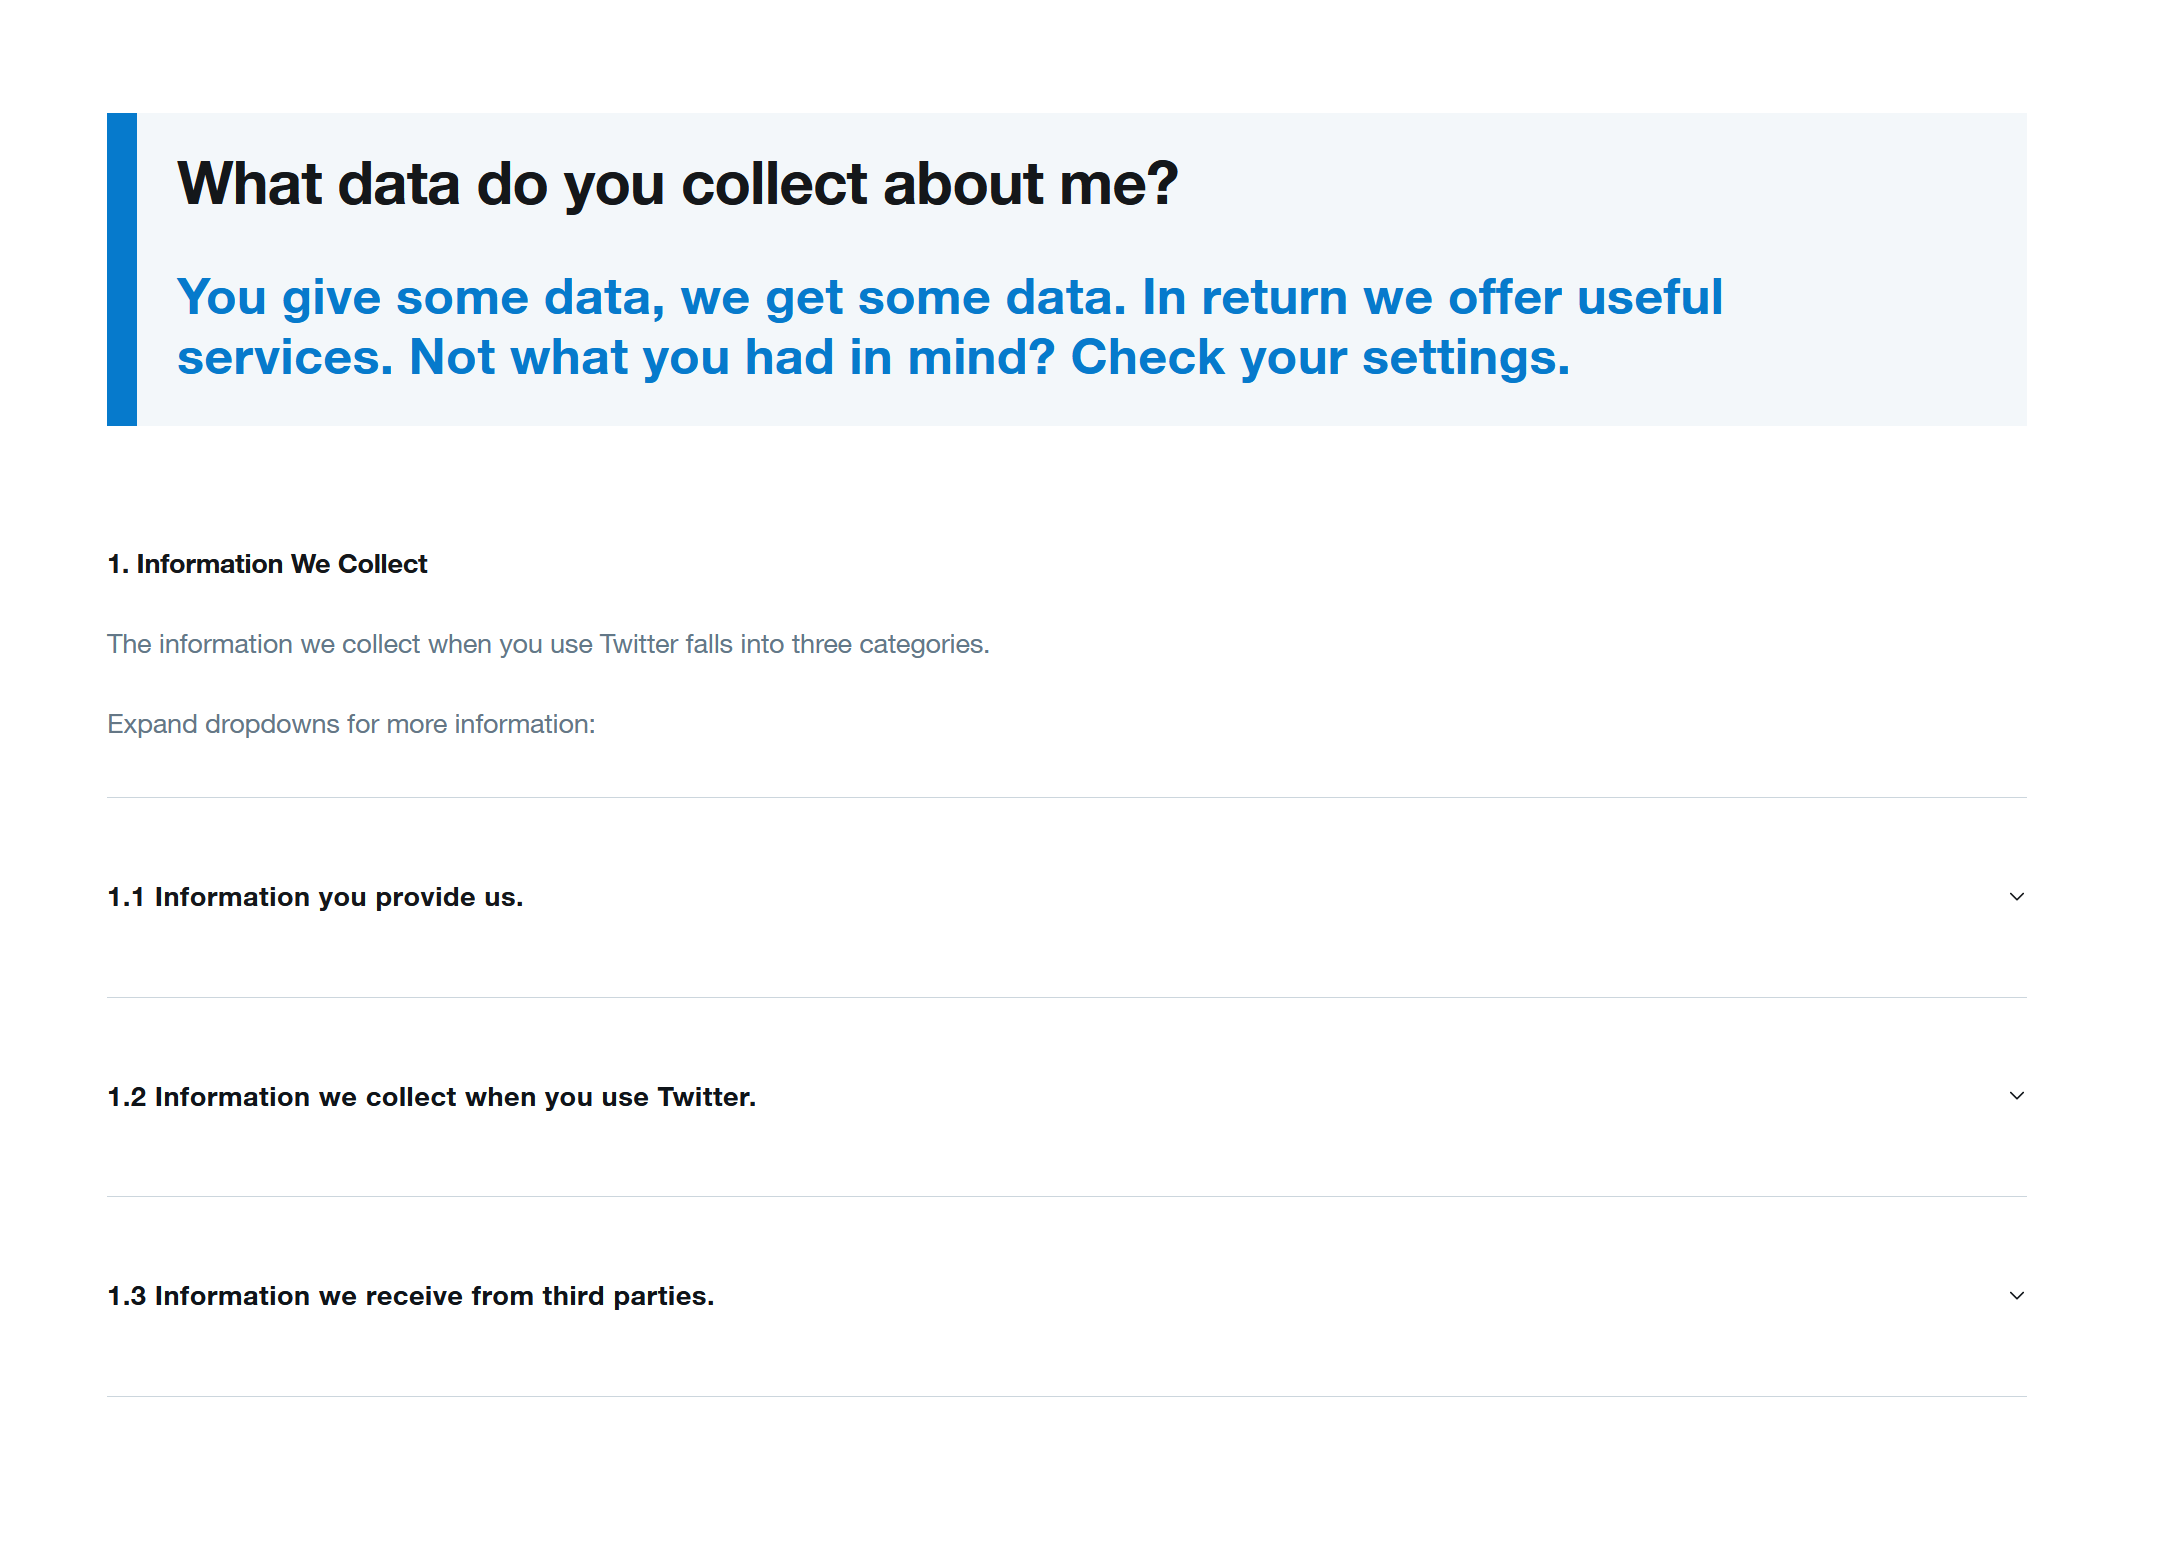 What data do you collect about me?
You give some data, we get some data. In return we offer useful
services. Not what you had in mind? Check your settings.
1. Information We Collect
The information we collect when you use Twitter falls into three categories.
Expand dropdowns for more information:
1.1 Information you provide us.
1.2 Information we collect when you use Twitter.
1.3 Information we receive from third parties.